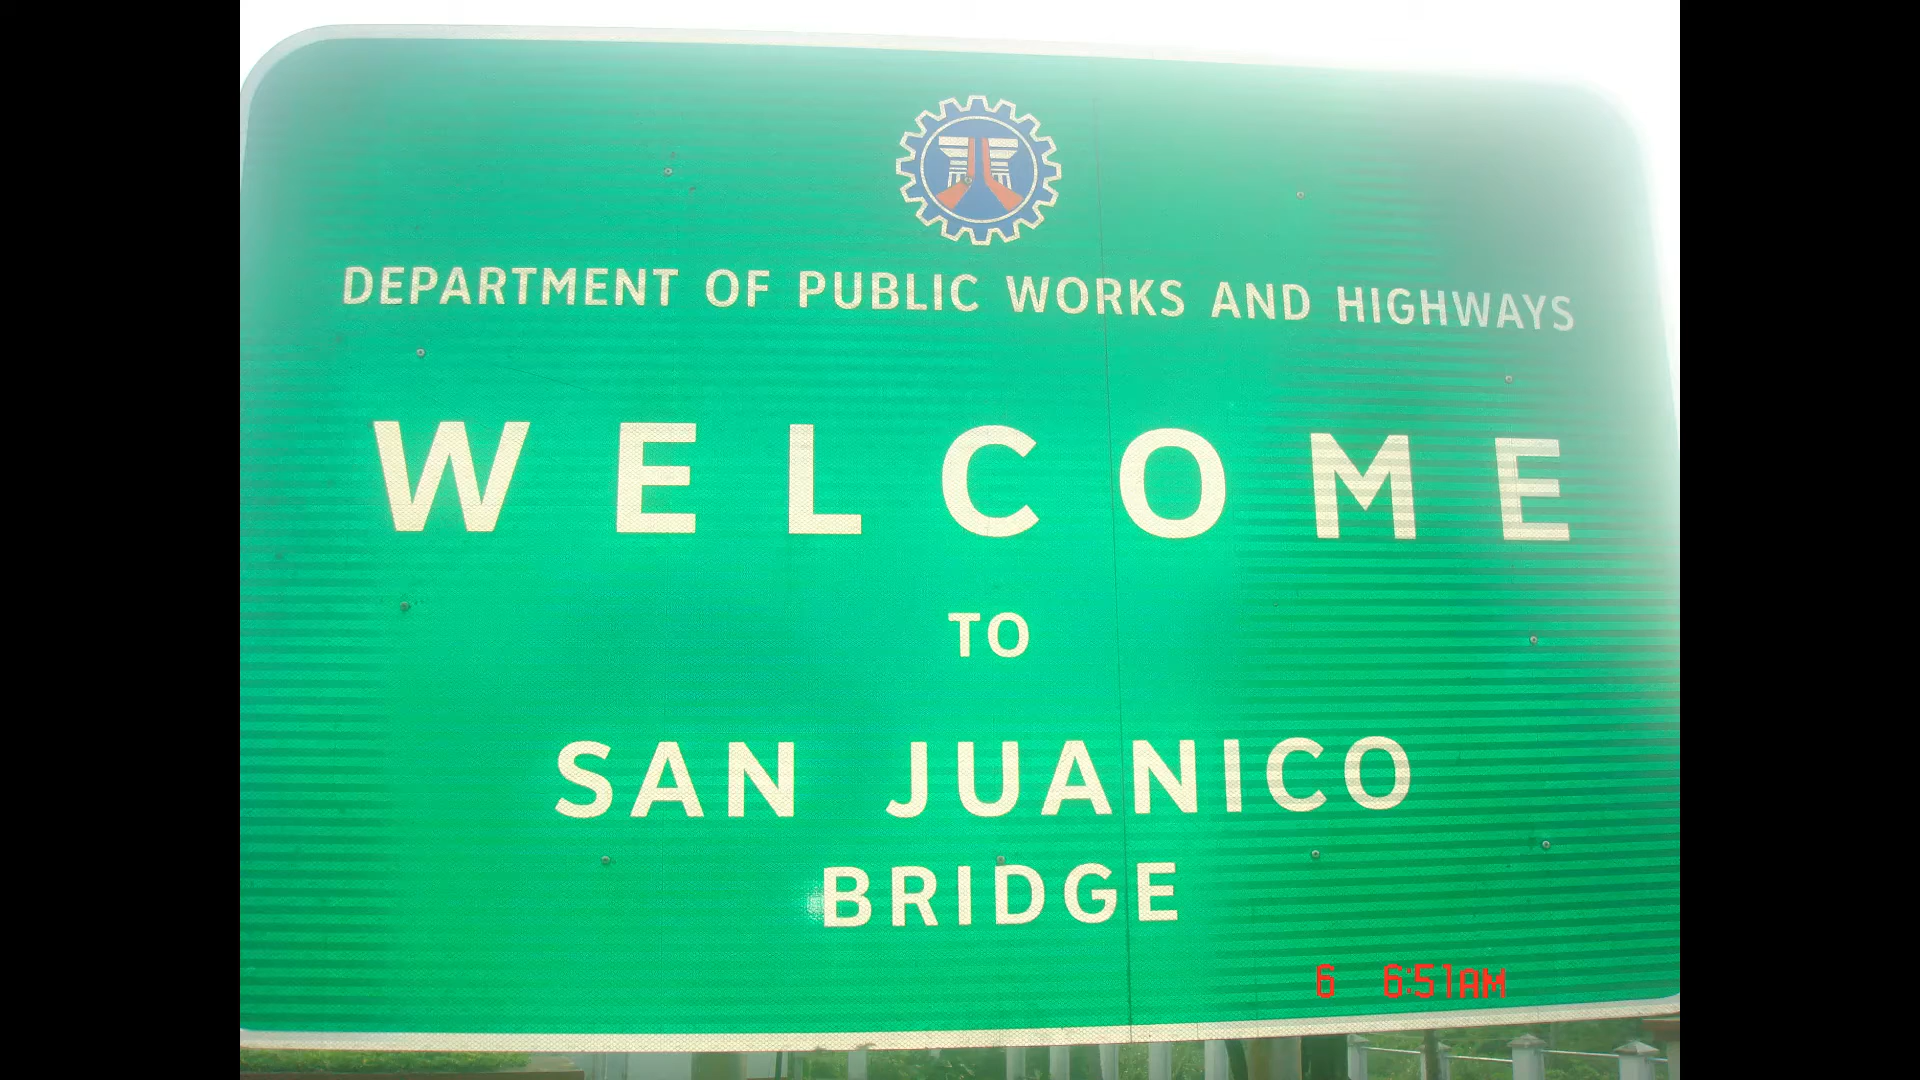 DEPARTMENT OF PUBLIC WORKS AND HIGHWAYS
WELCOME
TO
SAN JUANICO
BRIDGE
6 6:51AM